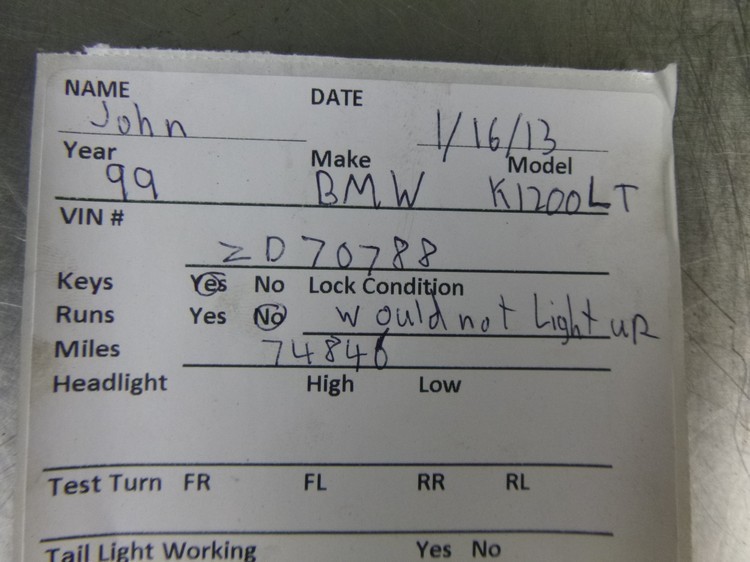 NAME DATE
John 1/16/13
Year Make Model
99 BMW K1200LT
VIN #
ZD70788
Keys Yes No Lock Condition
Runs Yes No would not Light up
Miles 74846
Headlight High Low
Test Turn FR FL RR RL
Tail Light Working Yes No